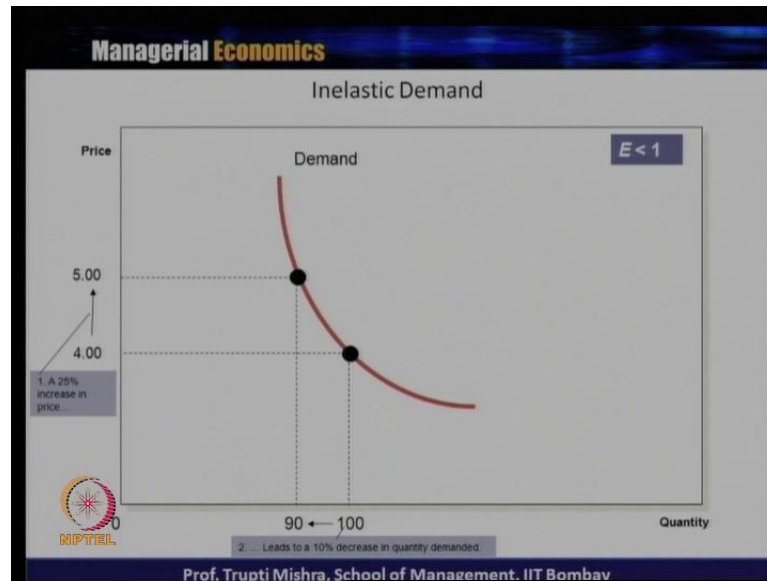 Managerial Economics
Inelastic Demand
Price
Demand
E < 1
5.00
4.00
1. A 25%
increase in
price...
0
90
100
Quantity
2. ... Leads to a 10% decrease in quantity demanded.
NPTEL
Prof. Trupti Mishra, School of Management, IIT Bombay